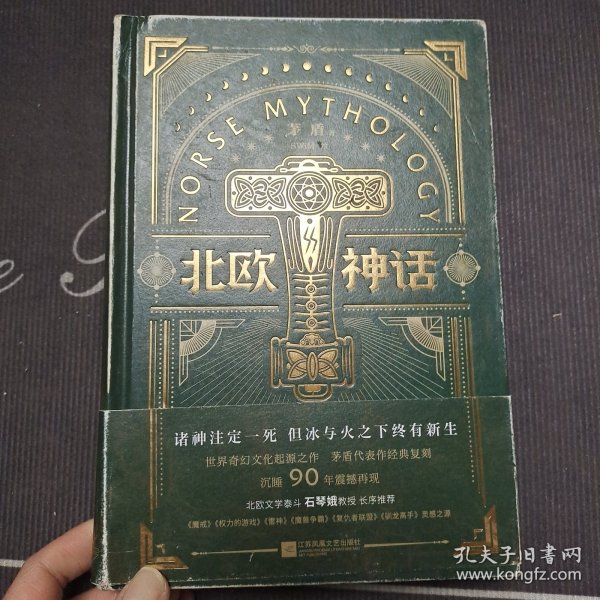 NORSE MYTHOLOGY
茅盾
北欧神话
诸神注定一死 但冰与火之下终有新生
世界奇幻文化起源之作 茅盾代表作经典复刻
沉睡 90 年震撼再现
北欧文学泰斗 石琴娥教授 长序推荐
《魔戒》《权力的游戏》《雷神》《魔兽争霸》《复仇者联盟》《驯龙高手》灵感之源
江苏凤凰文艺出版社
孔夫子旧书网
www.kongfz.com